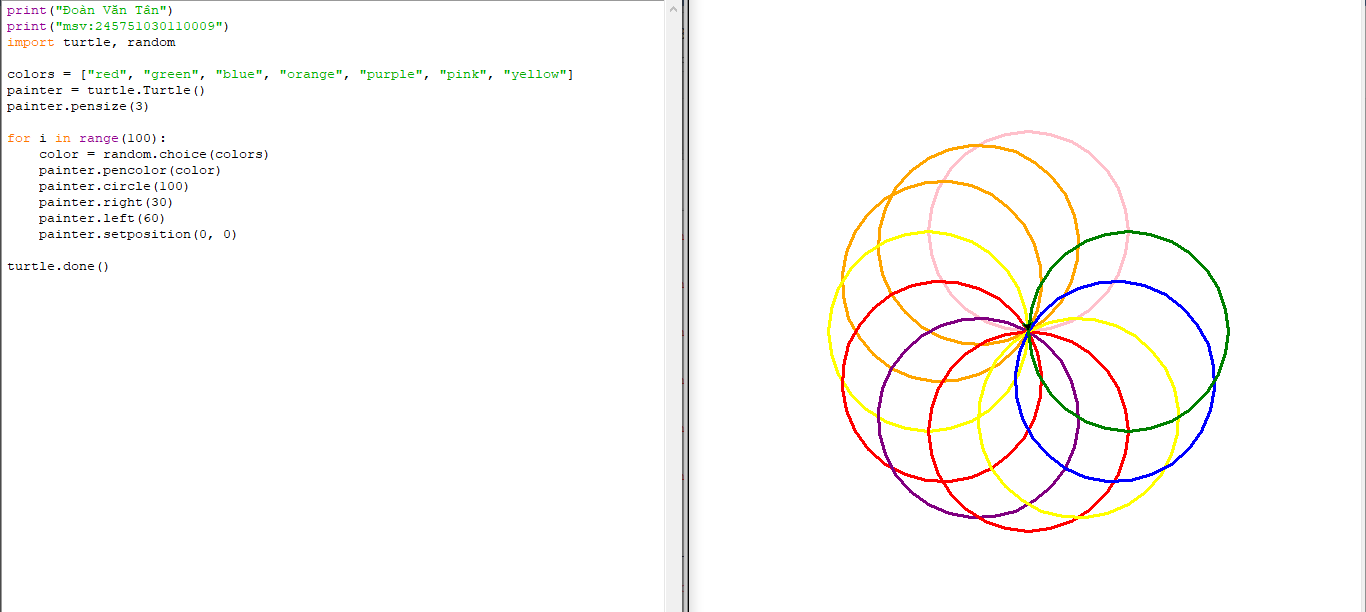 print("Đoàn Văn Tấn")
print("msv:245751030110009")
import turtle, random
colors = ["red", "green", "blue", "orange", "purple", "pink", "yellow"]
painter = turtle.Turtle()
painter.pensize(3)
for i in range(100):
    color = random.choice(colors)
    painter.pencolor(color)
    painter.circle(100)
    painter.right(30)
    painter.left(60)
    painter.setposition(0, 0)
turtle.done()